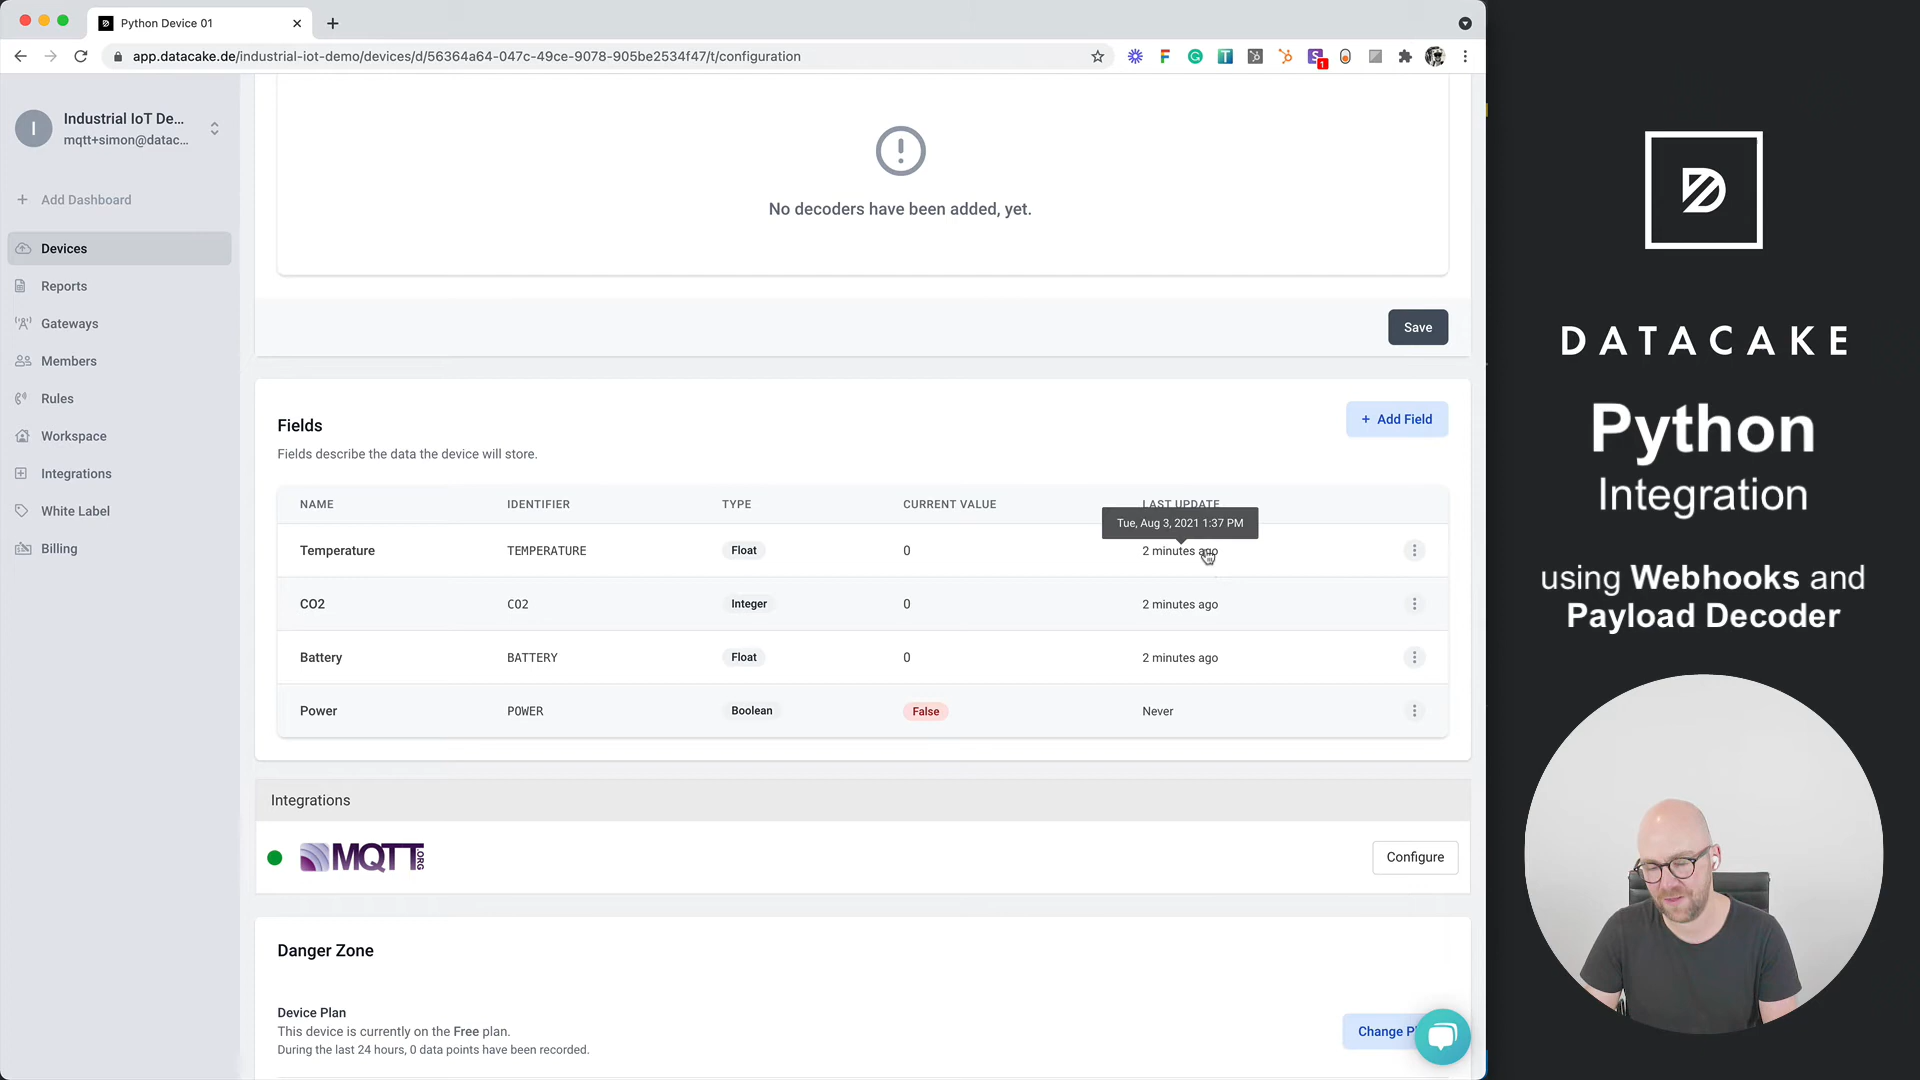 Python Device 01
app.datacake.de/industrial-iot-demo/devices/d/56364a64-047c-49ce-9078-905be2534f47/t/configuration
F
T
S
1
I
Industrial IoT De...
mqtt+simon@datac...
+ Add Dashboard
Devices
Reports
Gateways
Members
Rules
Workspace
Integrations
White Label
Billing
No decoders have been added, yet.
Save
Fields
+ Add Field
Fields describe the data the device will store.
NAME IDENTIFIER TYPE CURRENT VALUE LAST UPDATE
Tue, Aug 3, 2021 1:37 PM
Temperature TEMPERATURE Float 0 2 minutes ago
CO2 CO2 Integer 0 2 minutes ago
Battery BATTERY Float 0 2 minutes ago
Power POWER Boolean False Never
Integrations
MQTT.ORG
Configure
Danger Zone
Device Plan
This device is currently on the Free plan.
During the last 24 hours, 0 data points have been recorded.
Change
DATACAKE
Python
Integration
using Webhooks and
Payload Decoder